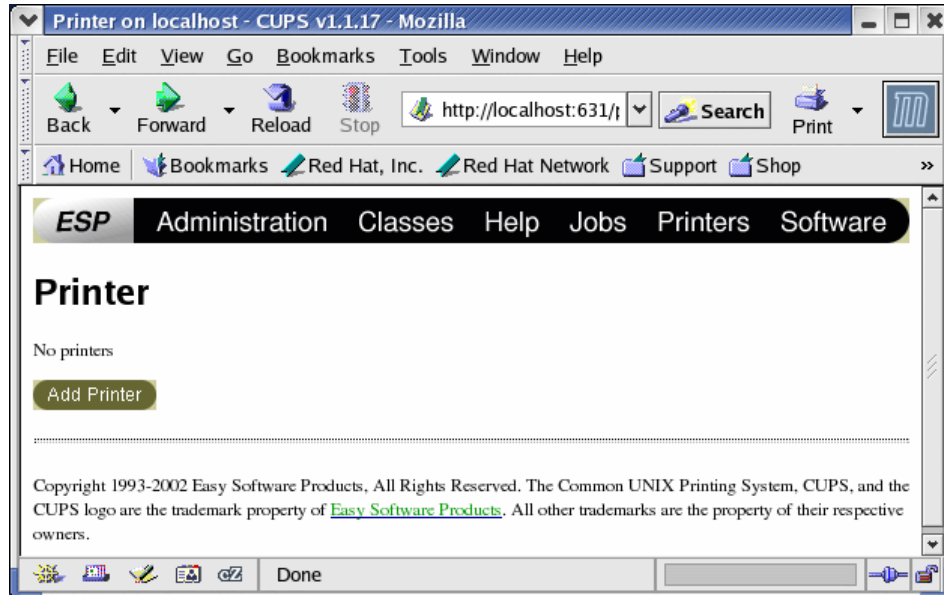 Printer on localhost - CUPS v1.1.17 - Mozilla
File Edit View Go Bookmarks Tools Window Help
Back Forward Reload Stop http://localhost:631/p Search Print
Home Bookmarks Red Hat, Inc. Red Hat Network Support Shop »
ESP Administration Classes Help Jobs Printers Software
Printer
No printers
Add Printer
Copyright 1993-2002 Easy Software Products, All Rights Reserved. The Common UNIX Printing System, CUPS, and the
CUPS logo are the trademark property of Easy Software Products. All other trademarks are the property of their respective
owners.
Done